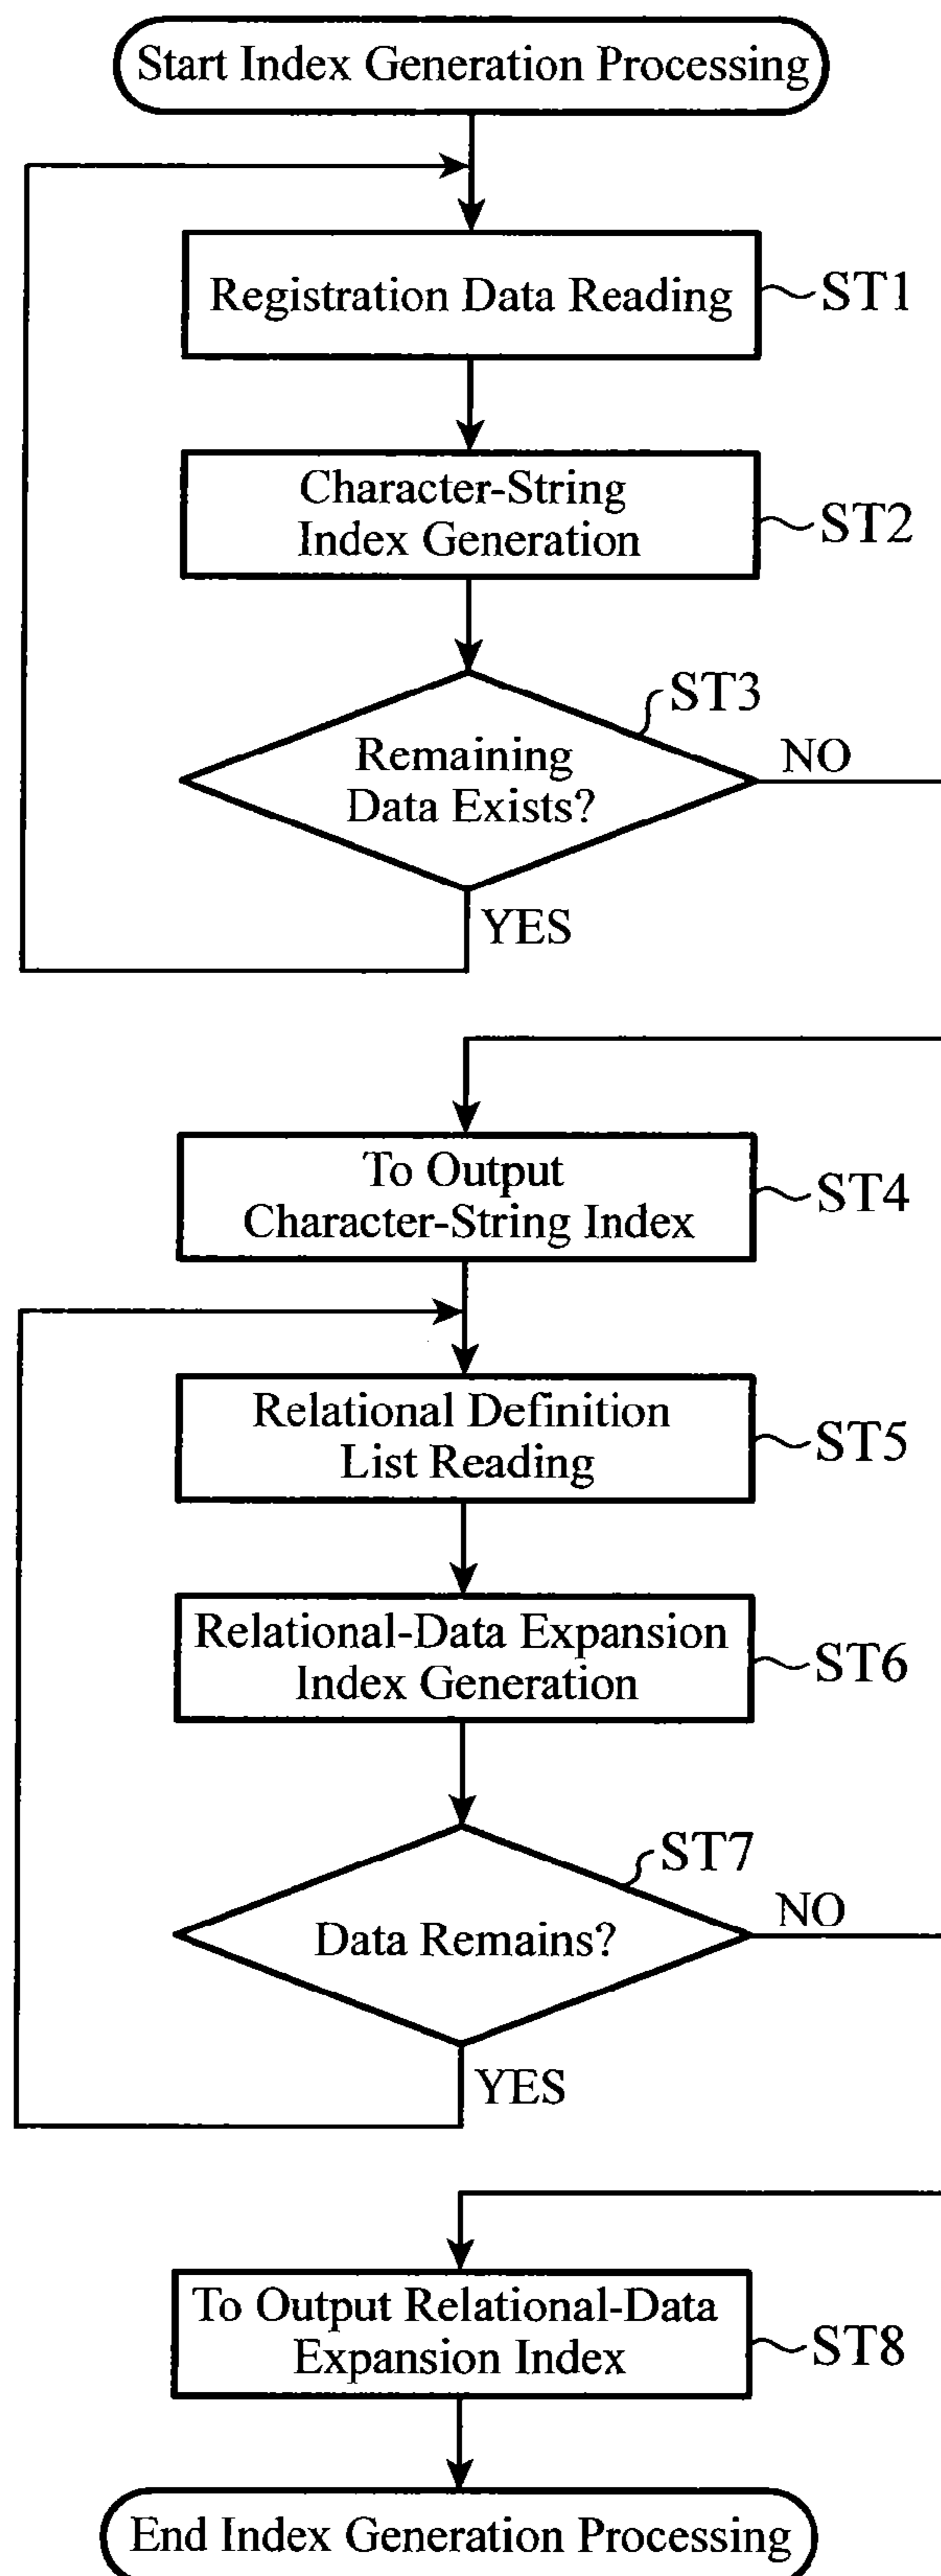 Start Index Generation Processing
Registration Data Reading
ST1
Character-String
Index Generation
ST2
ST3
Remaining
Data Exists?
NO
YES
To Output
Character-String Index
ST4
Relational Definition
List Reading
ST5
Relational-Data Expansion
Index Generation
ST6
ST7
Data Remains?
NO
YES
To Output Relational-Data
Expansion Index
ST8
End Index Generation Processing